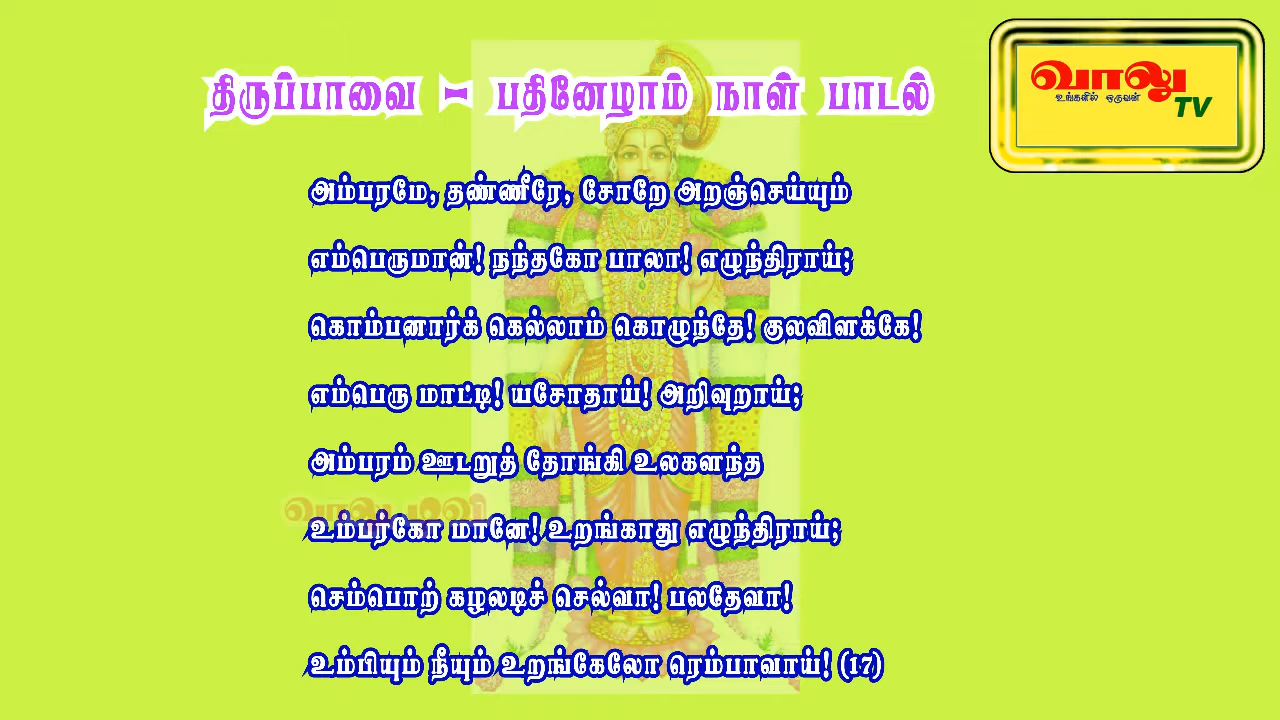 திருப்பாவை - பதினேழாம் நாள் பாடல்
வாலு
உங்களில் ஒருவன்
TV
அம்பரமே, தண்ணீரே, சோறே அறஞ்செய்யும்
எம்பெருமான்! நந்தகோ பாலா! எழுந்திராய்;
கொம்பனார்க் கெல்லாம் கொழுந்தே! குலவிளக்கே!
எம்பெரு மாட்டி! யசோதாய்! அறிவுறாய்;
அம்பரம் ஊடறுத் தோங்கி உலகளந்த
உம்பர்கோ மானே! உறங்காது எழுந்திராய்;
செம்பொற் கழலடிச் செல்வா! பலதேவா!
உம்பியும் நீயும் உறங்கேலோ ரெம்பாவாய்! (17)
வாலு டிவி